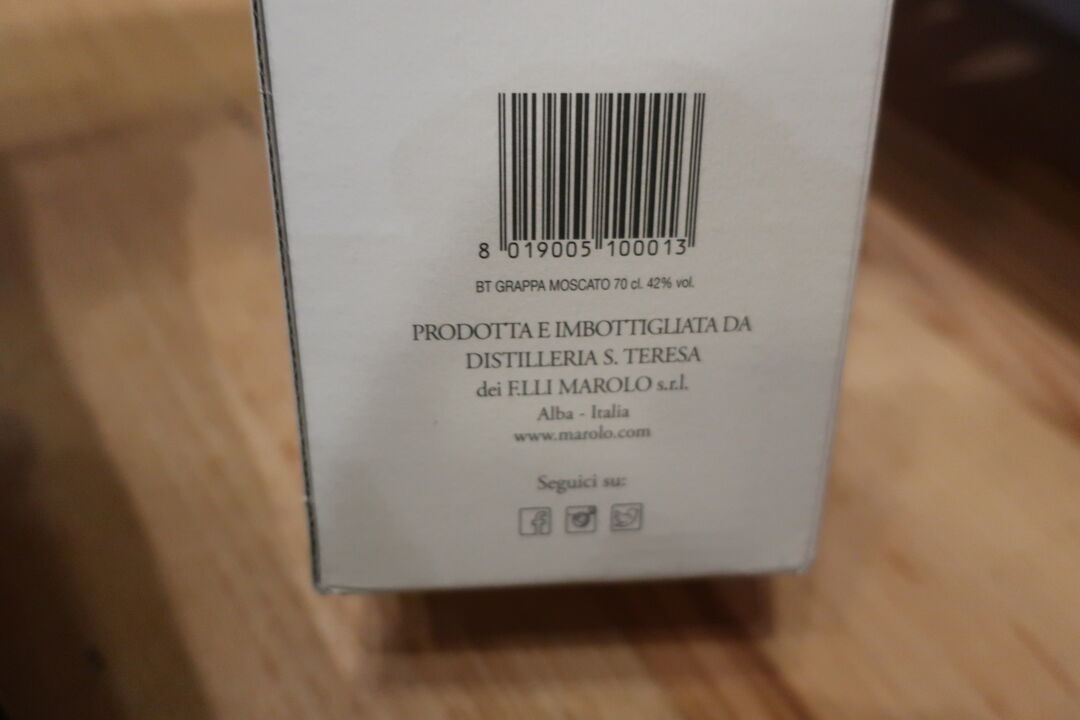 8 019005 100013
BT GRAPPA MOSCATO 70 cl. 42% vol.
PRODOTTA E IMBOTTIGLIATA DA
DISTILLERIA S. TERESA
dei F.LLI MAROLO s.r.l.
Alba - Italia
www.marolo.com
Seguici su: